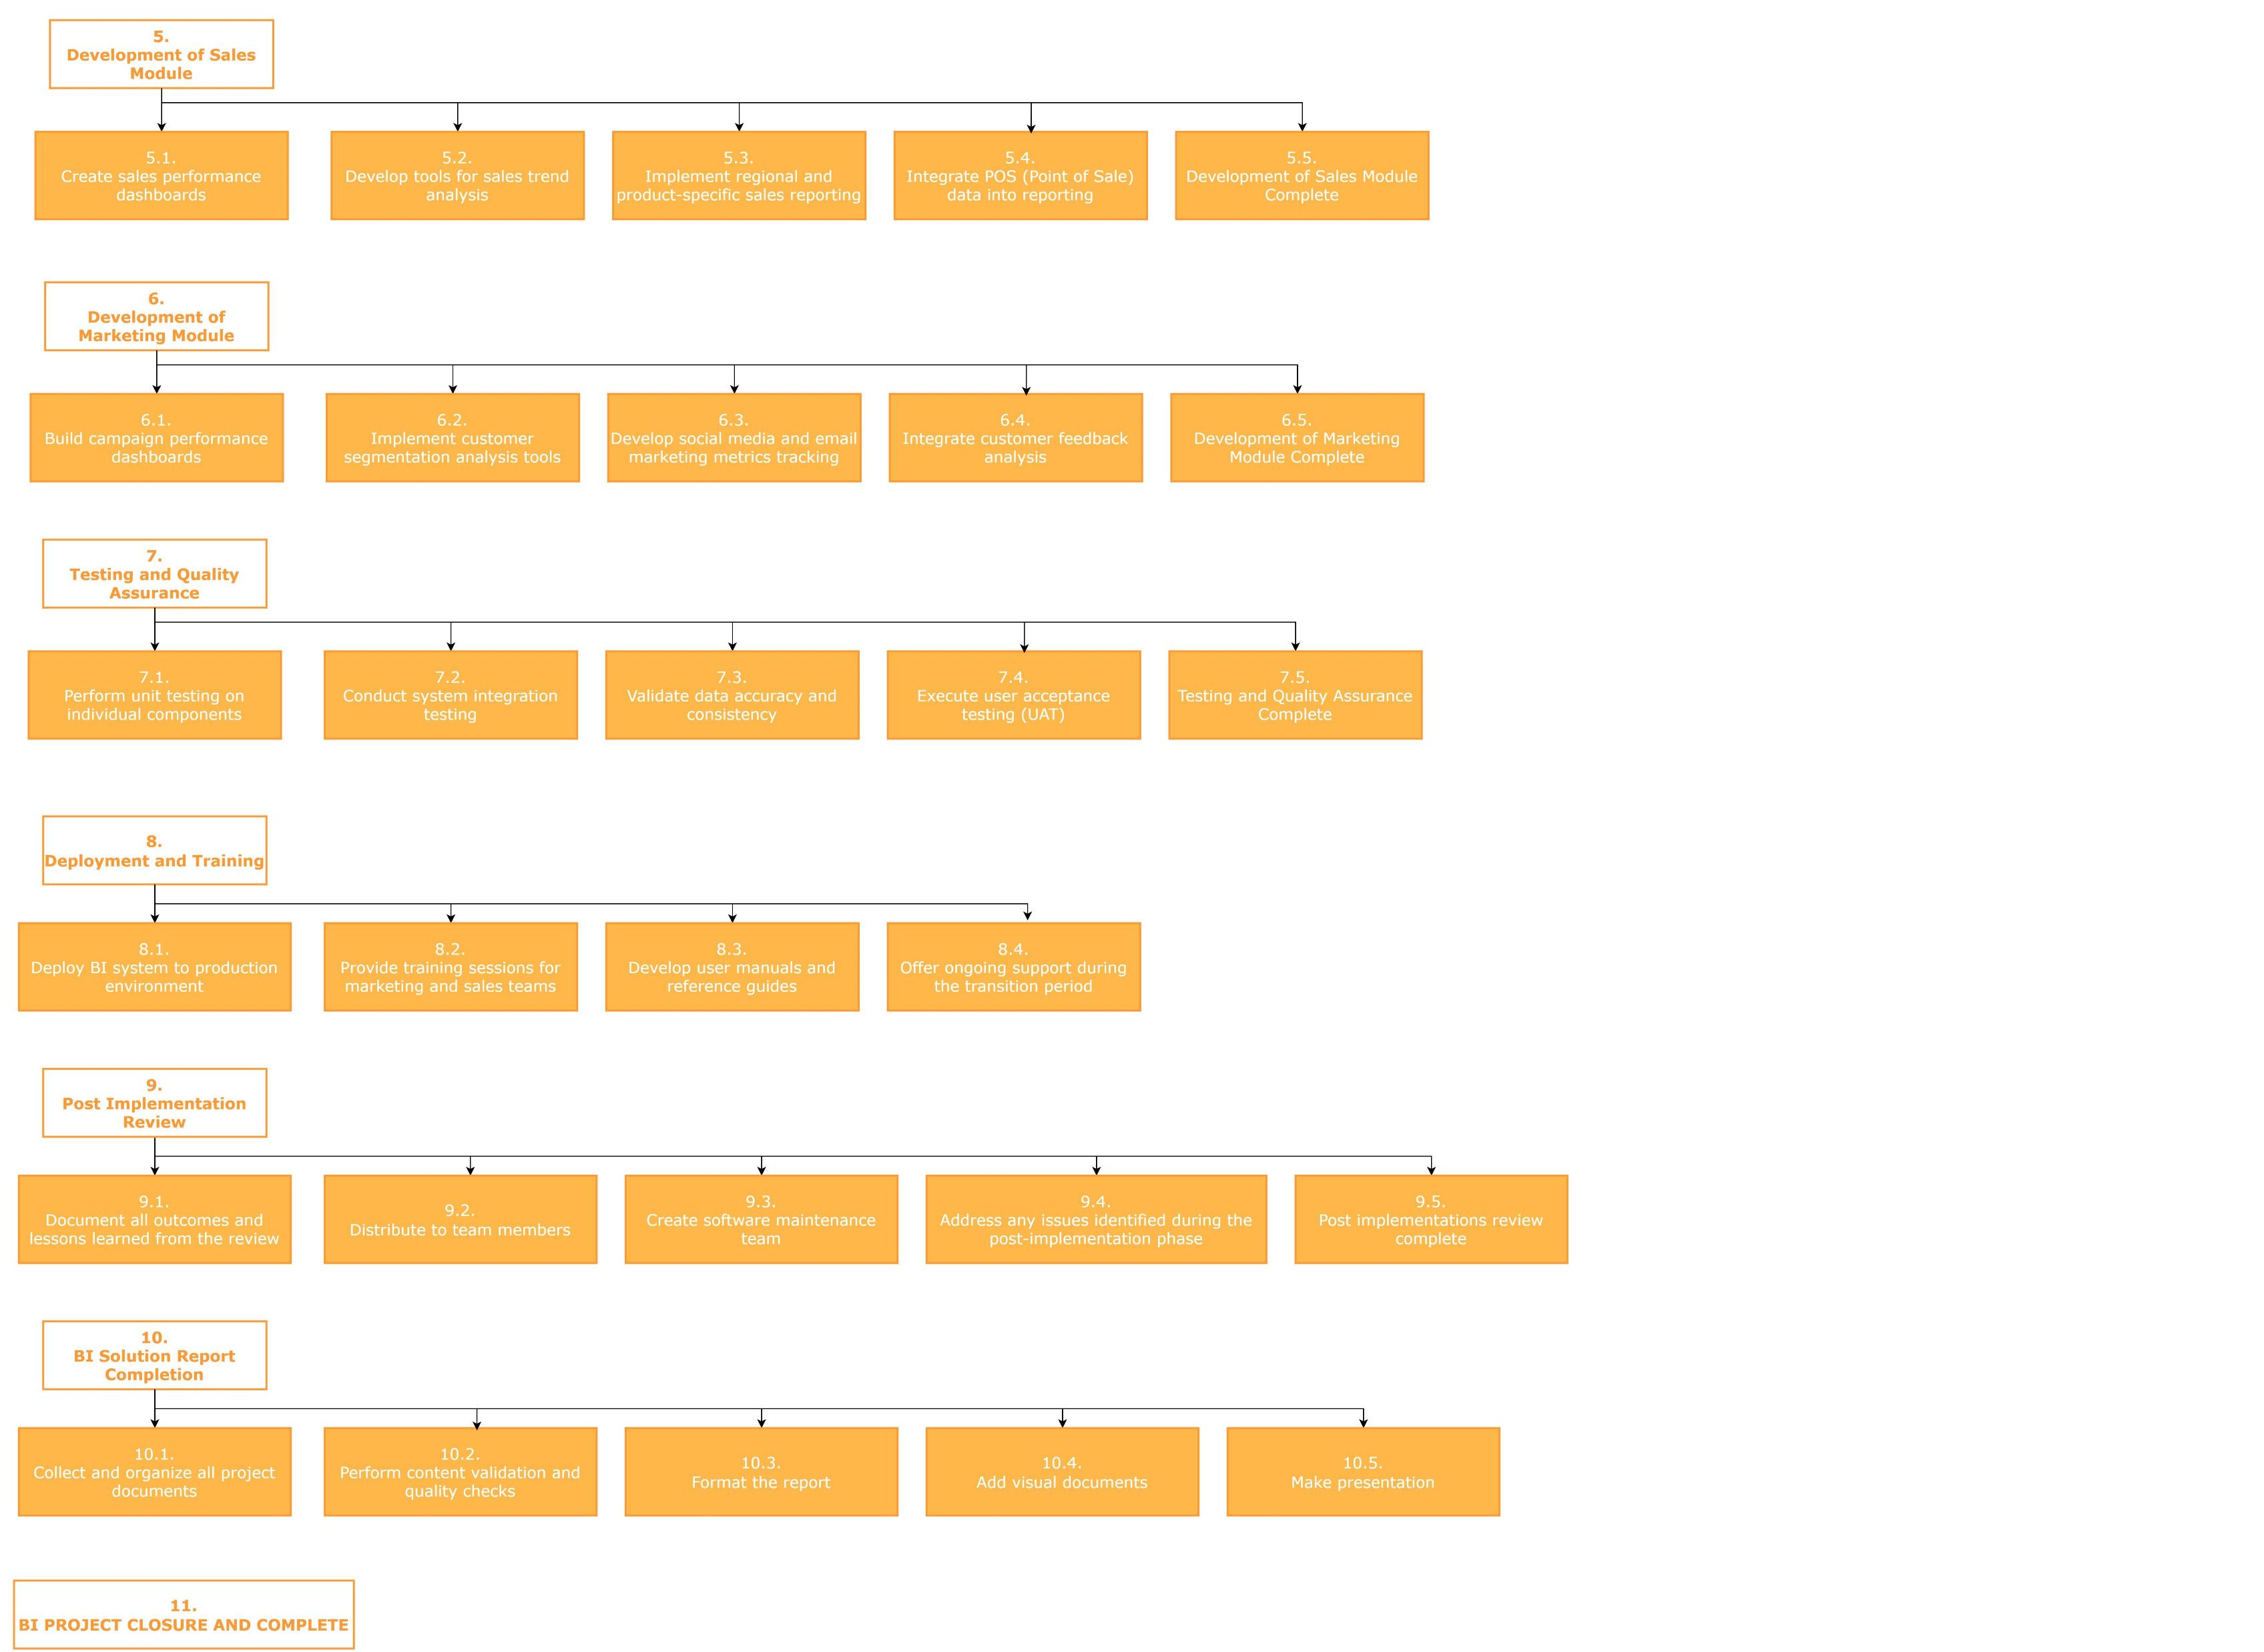 5.
Development of Sales
Module
5.1.
Create sales performance
dashboards
5.2.
Develop tools for sales trend
analysis
5.3.
Implement regional and
product-specific sales reporting
5.4.
Integrate POS (Point of Sale)
data into reporting
5.5.
Development of Sales Module
Complete
6.
Development of
Marketing Module
6.1.
Build campaign performance
dashboards
6.2.
Implement customer
segmentation analysis tools
6.3.
Develop social media and email
marketing metrics tracking
6.4.
Integrate customer feedback
analysis
6.5.
Development of Marketing
Module Complete
7.
Testing and Quality
Assurance
7.1.
Perform unit testing on
individual components
7.2.
Conduct system integration
testing
7.3.
Validate data accuracy and
consistency
7.4.
Execute user acceptance
testing (UAT)
7.5.
Testing and Quality Assurance
Complete
8.
Deployment and Training
8.1.
Deploy BI system to production
environment
8.2.
Provide training sessions for
marketing and sales teams
8.3.
Develop user manuals and
reference guides
8.4.
Offer ongoing support during
the transition period
9.
Post Implementation
Review
9.1.
Document all outcomes and
lessons learned from the review
9.2.
Distribute to team members
9.3.
Create software maintenance
team
9.4.
Address any issues identified during the
post-implementation phase
9.5.
Post implementations review
complete
10.
BI Solution Report
Completion
10.1.
Collect and organize all project
documents
10.2.
Perform content validation and
quality checks
10.3.
Format the report
10.4.
Add visual documents
10.5.
Make presentation
11.
BI PROJECT CLOSURE AND COMPLETE